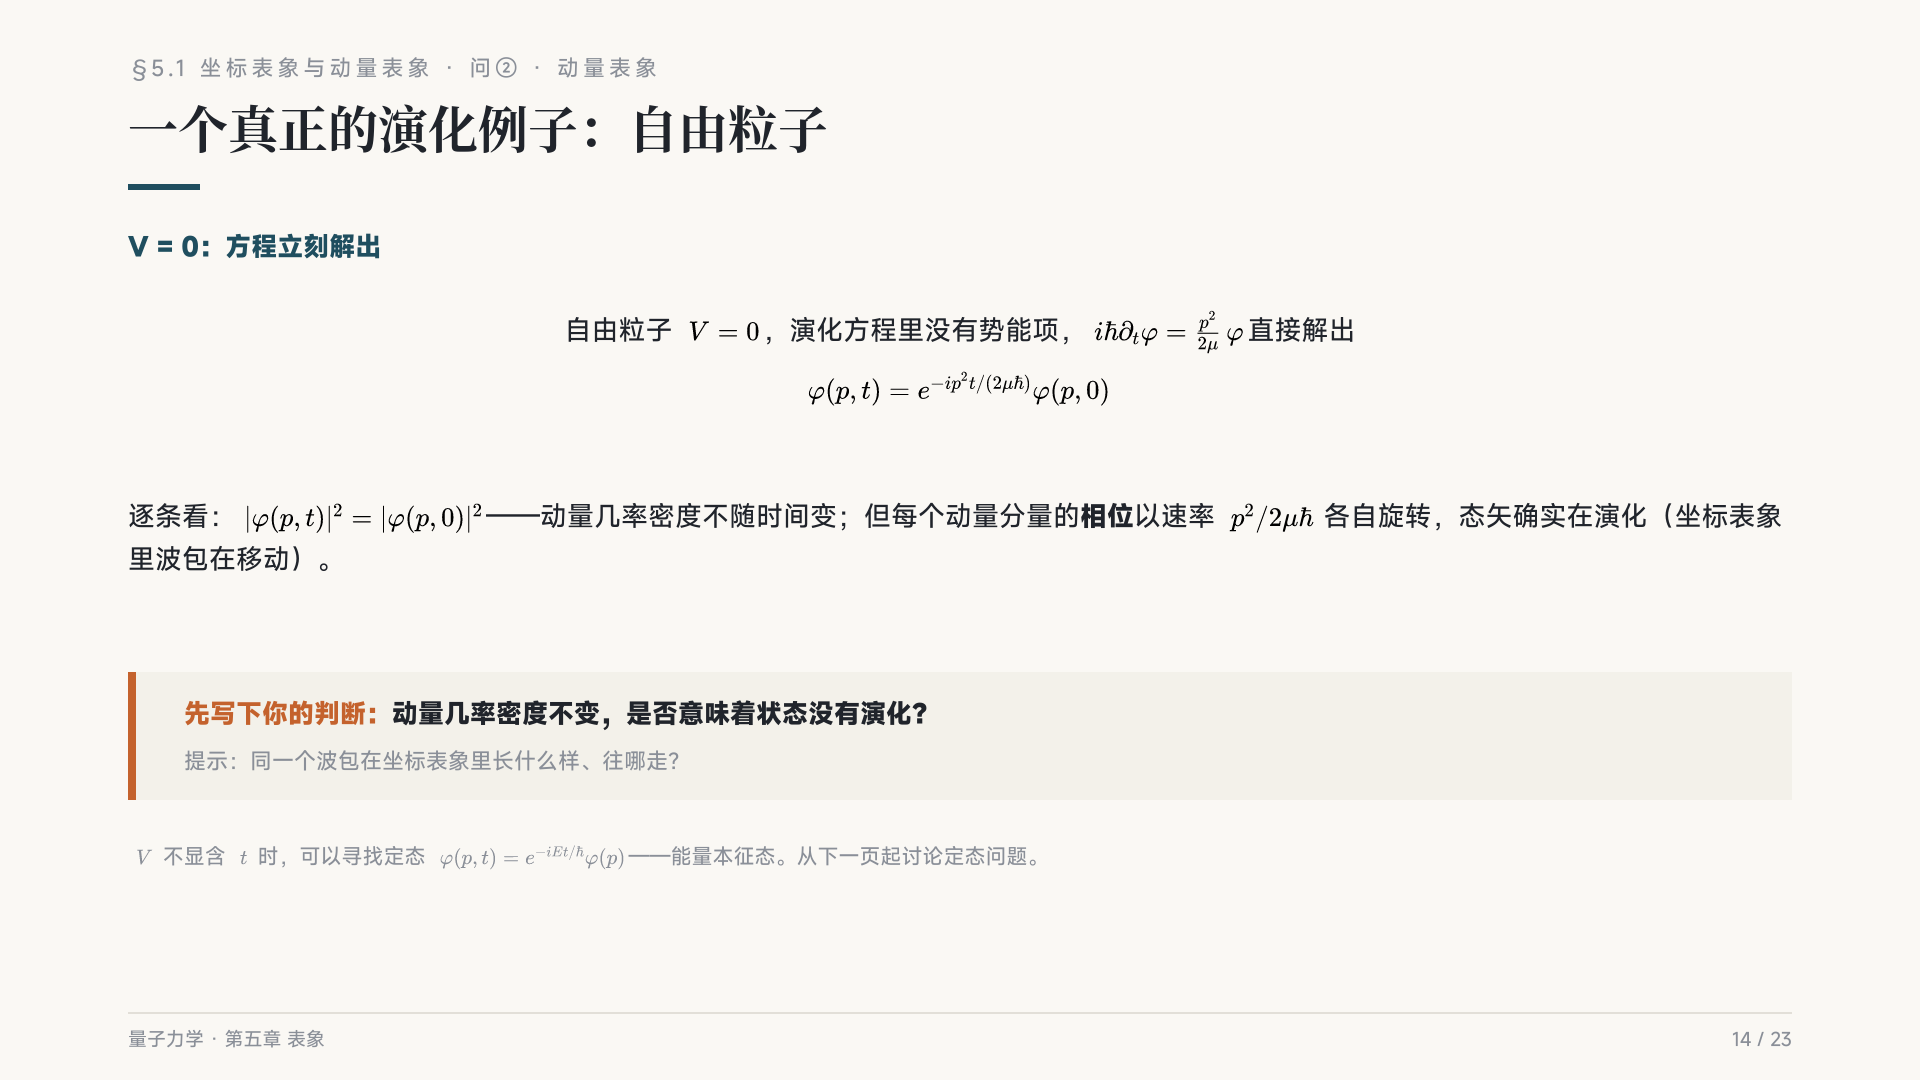 §5.1 坐标表象与动量表象 · 问② · 动量表象
一个真正的演化例子：自由粒子
V = 0：方程立刻解出
自由粒子 V = 0，演化方程里没有势能项， iℏ∂ₜφ = p²/2μ φ 直接解出
φ(p, t) = e^{−ip²t/(2μℏ)}φ(p, 0)
逐条看： |φ(p, t)|² = |φ(p, 0)|²——动量几率密度不随时间变；但每个动量分量的相位以速率 p²/2μℏ 各自旋转，态矢确实在演化（坐标表象
里波包在移动）。
先写下你的判断：动量几率密度不变，是否意味着状态没有演化？
提示：同一个波包在坐标表象里长什么样、往哪走？
V 不显含 t 时，可以寻找定态 φ(p, t) = e^{−iEt/ℏ}φ(p)——能量本征态。从下一页起讨论定态问题。
量子力学 · 第五章 表象
14 / 23